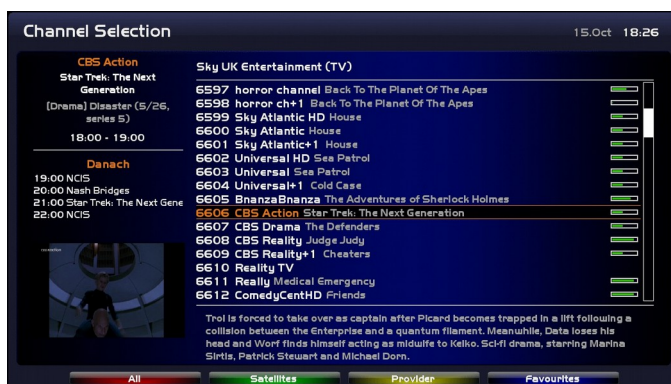 Channel Selection
15.Oct 18:26
CBS Action
Star Trek: The Next
Generation
[Drama] Disaster (5/26,
series 5)
18:00 - 19:00
Danach
19:00 NCIS
20:00 Nash Bridges
21:00 Star Trek: The Next Gene
22:00 NCIS
Sky UK Entertainment (TV)
6597 horror channel Back To The Planet Of The Apes
6598 horror ch+1 Back To The Planet Of The Apes
6599 Sky Atlantic HD House
6600 Sky Atlantic House
6601 Sky Atlantic+1 House
6602 Universal HD Sea Patrol
6603 Universal Sea Patrol
6604 Universal+1 Cold Case
6605 BnanzaBnanza The Adventures of Sherlock Holmes
6606 CBS Action Star Trek: The Next Generation
6607 CBS Drama The Defenders
6608 CBS Reality Judge Judy
6609 CBS Reality+1 Cheaters
6610 Reality TV
6611 Really Medical Emergency
6612 ComedyCentHD Friends
Troi is forced to take over as captain after Picard becomes trapped in a lift following a
collision between the Enterprise and a quantum filament. Meanwhile, Data loses his
head and Worf finds himself acting as midwife to Keiko. Sci-fi drama, starring Marina
Sirtis, Patrick Stewart and Michael Dorn.
All
Satellites
Provider
Favourites